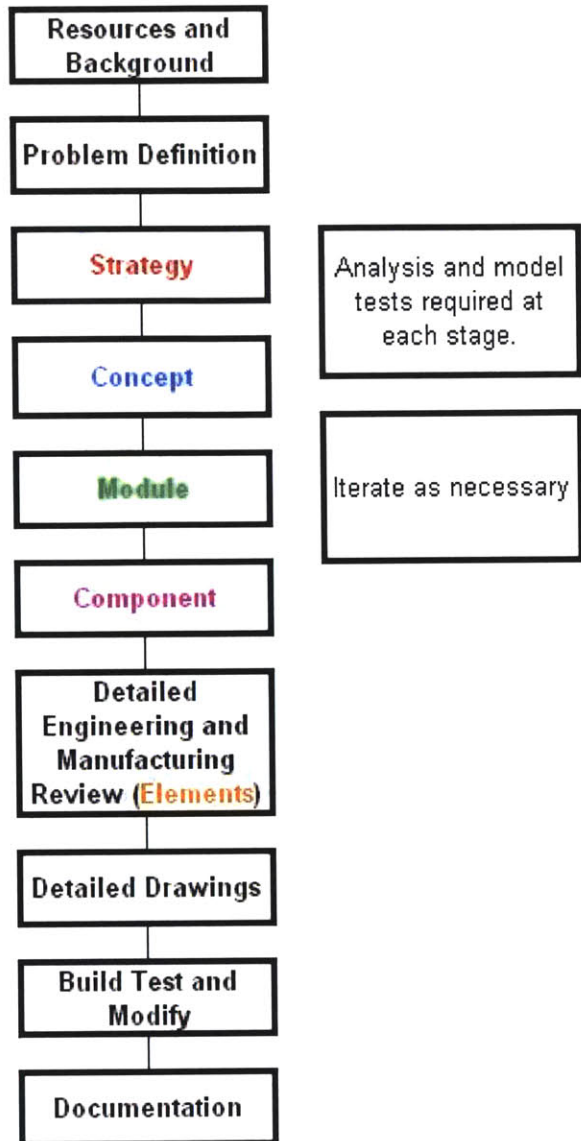 Resources and
Background
Problem Definition
Strategy
Concept
Module
Component
Detailed
Engineering and
Manufacturing
Review (Elements)
Detailed Drawings
Build Test and
Modify
Documentation
Analysis and model
tests required at
each stage.
Iterate as necessary